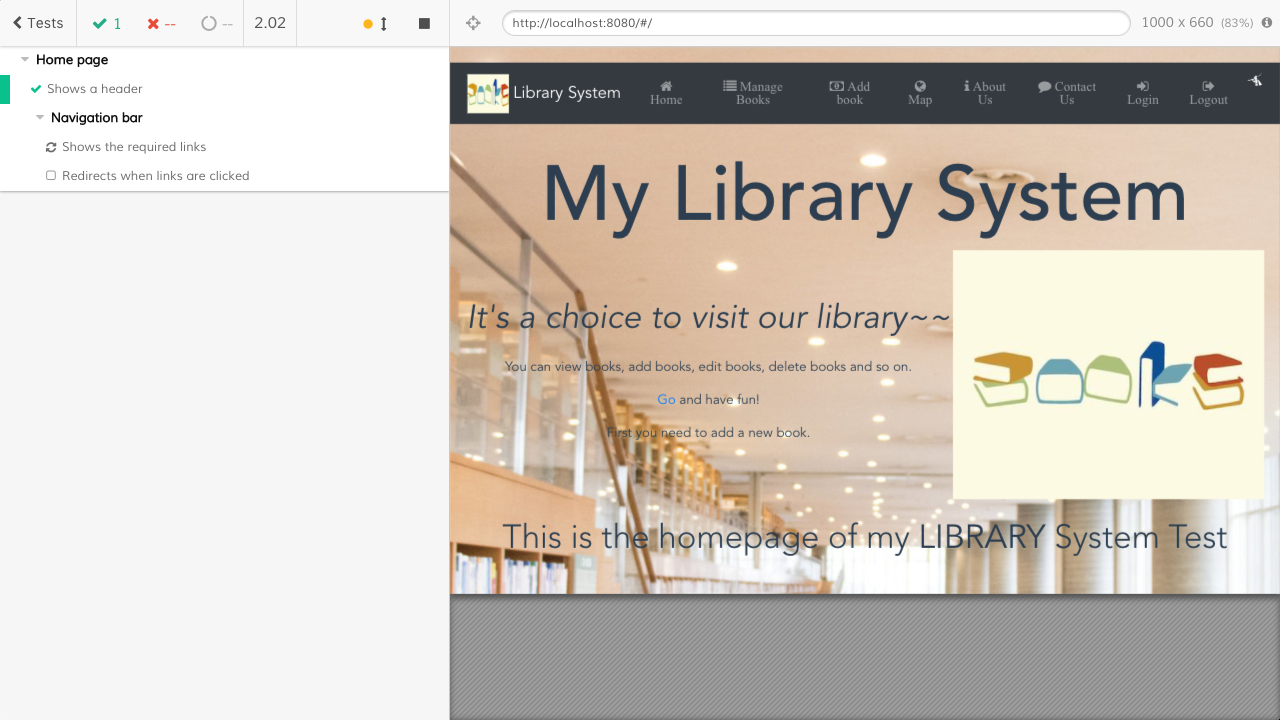 Tests 1 -- -- 2.02
http://localhost:8080/#/ 1000 x 660 (83%)
Home page
Shows a header
Navigation bar
Shows the required links
Redirects when links are clicked
books Library System
Home
Manage Books
Add book
Map
About Us
Contact Us
Login
Logout
My Library System
It's a choice to visit our library~~
You can view books, add books, edit books, delete books and so on.
Go and have fun!
First you need to add a new book.
books
This is the homepage of my LIBRARY System Test